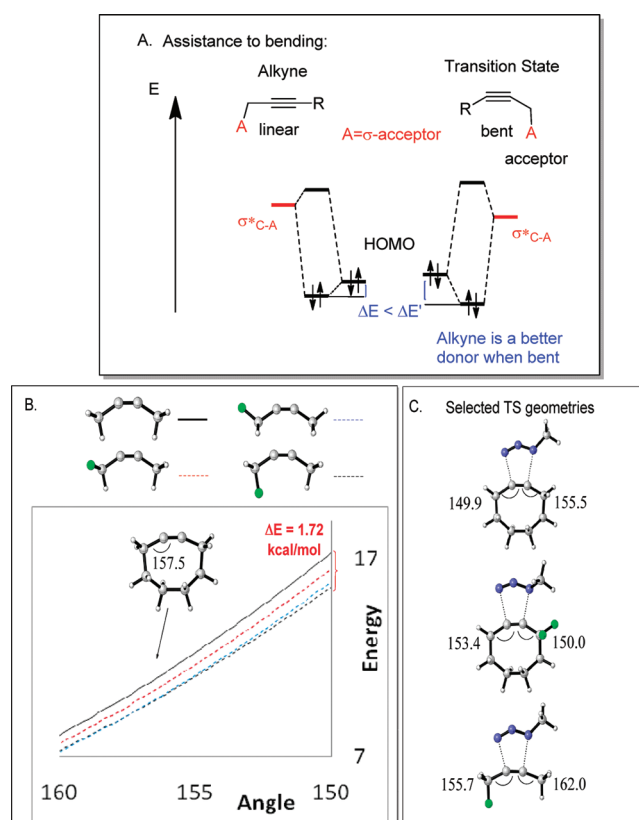 A. Assistance to bending:
E
Alkyne
Transition State
R
R
A
linear
A=σ-acceptor
bent
A
acceptor
σ*C-A
HOMO
σ*C-A
ΔE < ΔE'
Alkyne is a better
donor when bent
B.
ΔE = 1.72
kcal/mol
157.5
17
Energy
7
160
155
150
Angle
C. Selected TS geometries
149.9
155.5
153.4
150.0
155.7
162.0